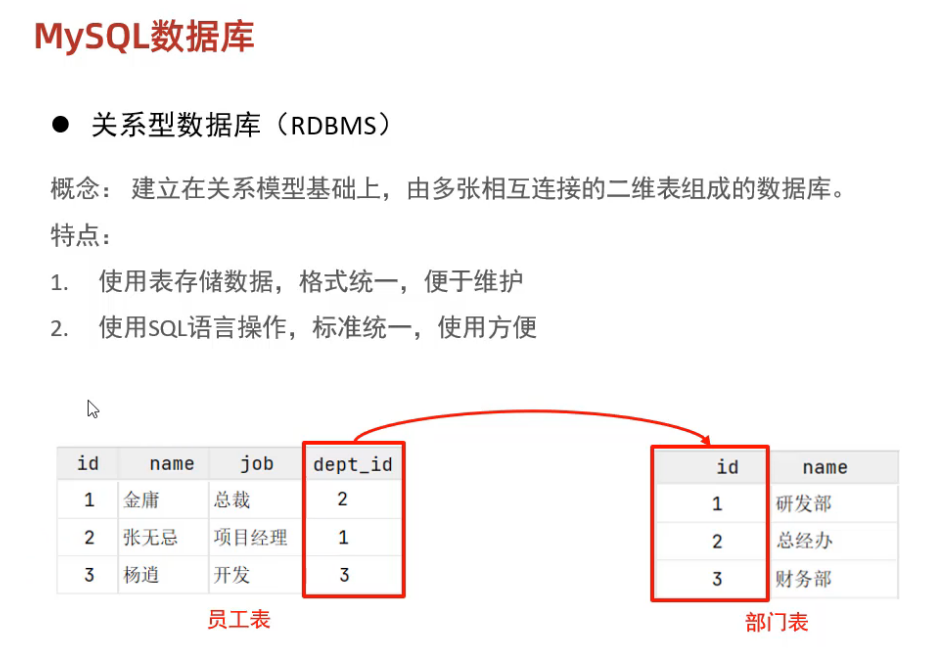 MySQL数据库
● 关系型数据库（RDBMS）
概念： 建立在关系模型基础上，由多张相互连接的二维表组成的数据库。
特点：
1. 使用表存储数据，格式统一，便于维护
2. 使用SQL语言操作，标准统一，使用方便
id name job dept_id
1 金庸 总裁 2
2 张无忌 项目经理 1
3 杨逍 开发 3
员工表
id name
1 研发部
2 总经办
3 财务部
部门表